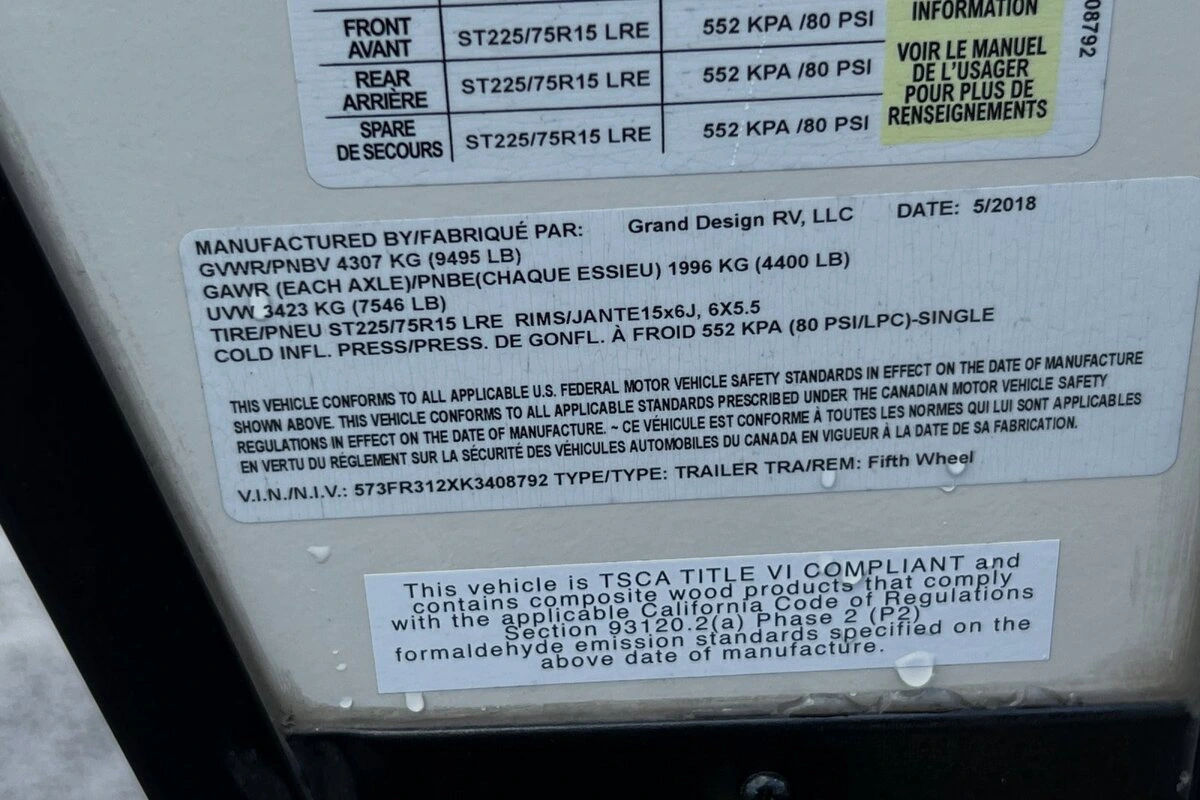 FRONT AVANT ST225/75R15 LRE 552 KPA /80 PSI
REAR ARRIÈRE ST225/75R15 LRE 552 KPA /80 PSI
SPARE DE SECOURS ST225/75R15 LRE 552 KPA /80 PSI
INFORMATION
VOIR LE MANUEL
DE L'USAGER
POUR PLUS DE
RENSEIGNEMENTS
08792
MANUFACTURED BY/FABRIQUÉ PAR: Grand Design RV, LLC DATE: 5/2018
GVWR/PNBV 4307 KG (9495 LB)
GAWR (EACH AXLE)/PNBE(CHAQUE ESSIEU) 1996 KG (4400 LB)
UVW 3423 KG (7546 LB)
TIRE/PNEU ST225/75R15 LRE RIMS/JANTE15x6J, 6X5.5
COLD INFL. PRESS/PRESS. DE GONFL. À FROID 552 KPA (80 PSI/LPC)-SINGLE
THIS VEHICLE CONFORMS TO ALL APPLICABLE U.S. FEDERAL MOTOR VEHICLE SAFETY STANDARDS IN EFFECT ON THE DATE OF MANUFACTURE
SHOWN ABOVE. THIS VEHICLE CONFORMS TO ALL APPLICABLE STANDARDS PRESCRIBED UNDER THE CANADIAN MOTOR VEHICLE SAFETY
REGULATIONS IN EFFECT ON THE DATE OF MANUFACTURE. ~ CE VÉHICULE EST CONFORME À TOUTES LES NORMES QUI LUI SONT APPLICABLES
EN VERTU DU RÉGLEMENT SUR LA SÉCURITÉ DES VÉHICULES AUTOMOBILES DU CANADA EN VIGUEUR À LA DATE DE SA FABRICATION.
V.I.N./N.I.V.: 573FR312XK3408792 TYPE/TYPE: TRAILER TRA/REM: Fifth Wheel
This vehicle is TSCA TITLE VI COMPLIANT and
contains composite wood products that comply
with the applicable California Code of Regulations
Section 93120.2(a) Phase 2 (P2)
formaldehyde emission standards specified on the
above date of manufacture.